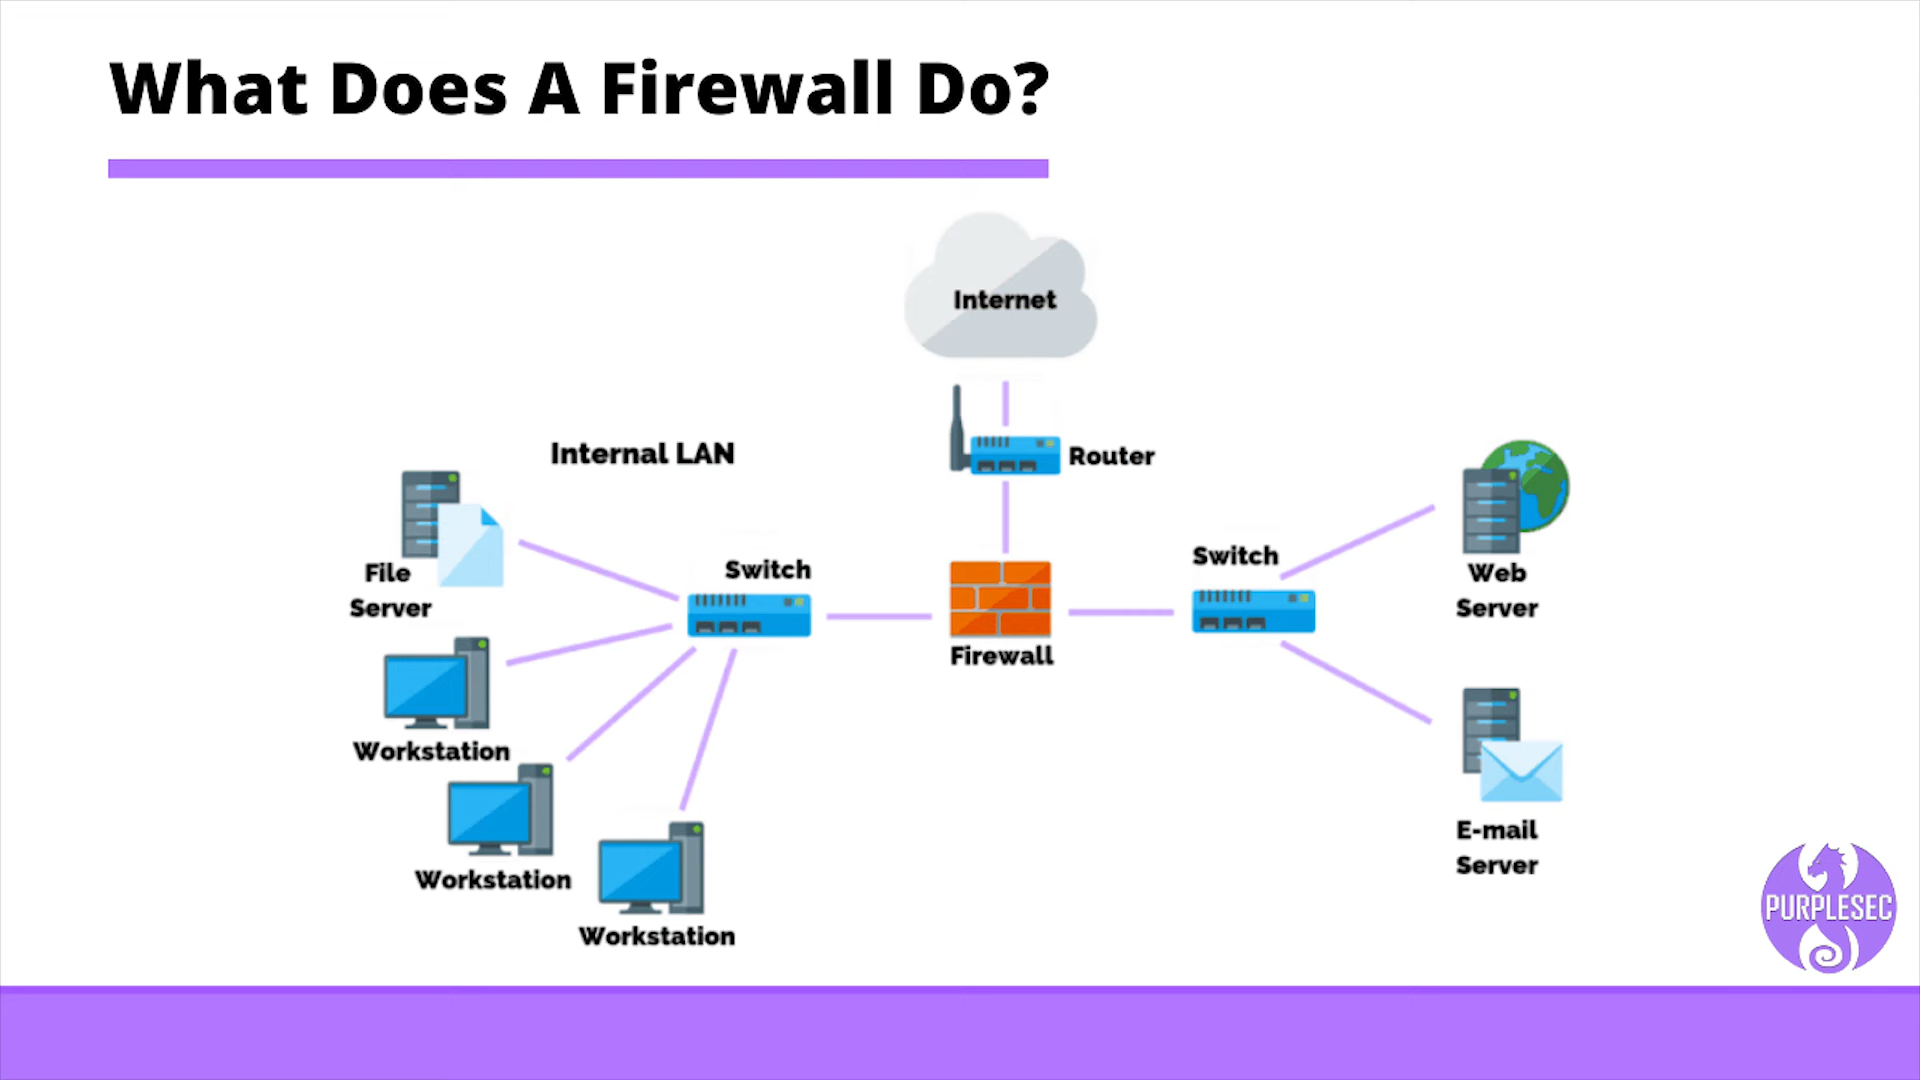 What Does A Firewall Do?
Internet
Router
Internal LAN
File
Server
Switch
Firewall
Switch
Web
Server
Workstation
Workstation
Workstation
E-mail
Server
PURPLESEC